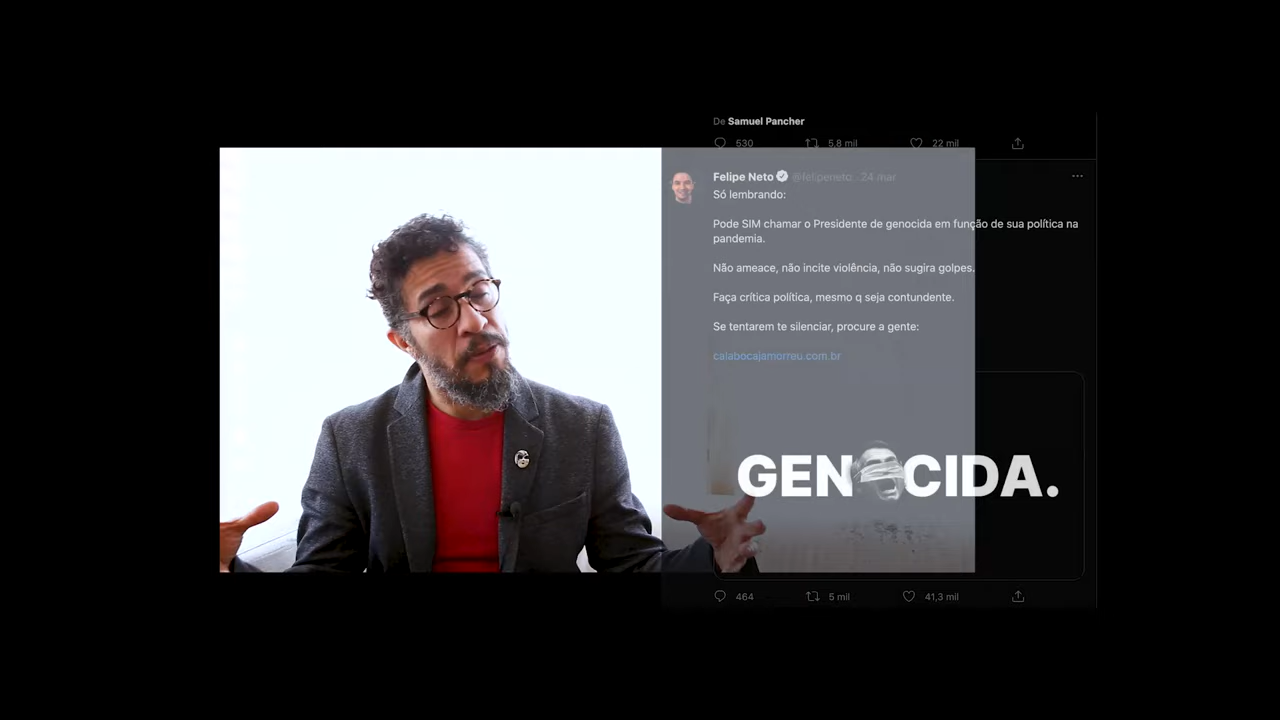 De Samuel Pancher
530 5,8 mil 22 mil
Felipe Neto @felipeneto · 24 mar
Só lembrando:
Pode SIM chamar o Presidente de genocida em função de sua política na
pandemia.
Não ameace, não incite violência, não sugira golpes.
Faça crítica política, mesmo q seja contundente.
Se tentarem te silenciar, procure a gente:
calabocajamorreu.com.br
GENOCIDA.
464 5 mil 41,3 mil